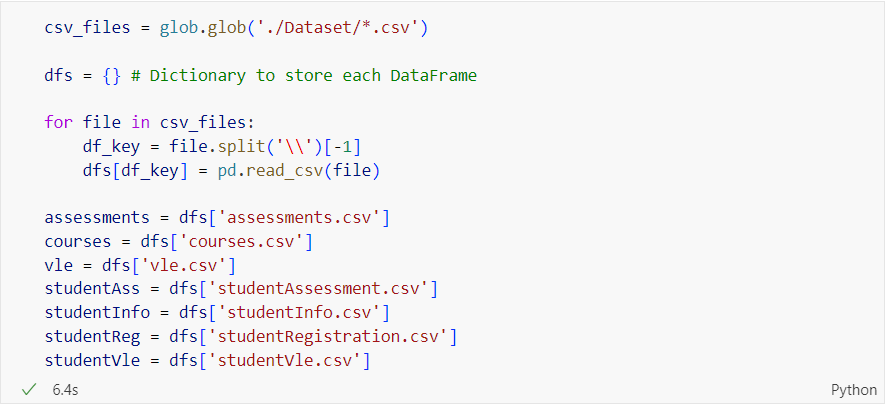 csv_files = glob.glob('./Dataset/*.csv')
dfs = {} # Dictionary to store each DataFrame
for file in csv_files:
    df_key = file.split('\\')[-1]
    dfs[df_key] = pd.read_csv(file)
assessments = dfs['assessments.csv']
courses = dfs['courses.csv']
vle = dfs['vle.csv']
studentAss = dfs['studentAssessment.csv']
studentInfo = dfs['studentInfo.csv']
studentReg = dfs['studentRegistration.csv']
studentVle = dfs['studentVle.csv']
6.4s Python